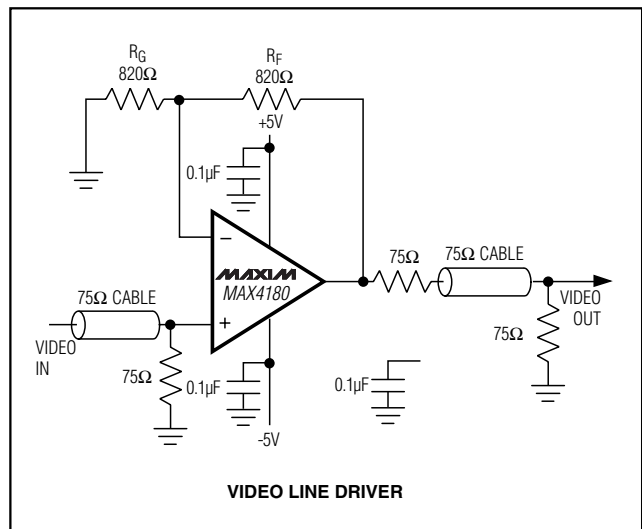 RG
820Ω
RF
820Ω
+5V
0.1µF
MAXIM
MAX4180
−
+
75Ω CABLE
VIDEO
IN
75Ω
0.1µF
-5V
0.1µF
75Ω
75Ω CABLE
VIDEO
OUT
75Ω
VIDEO LINE DRIVER